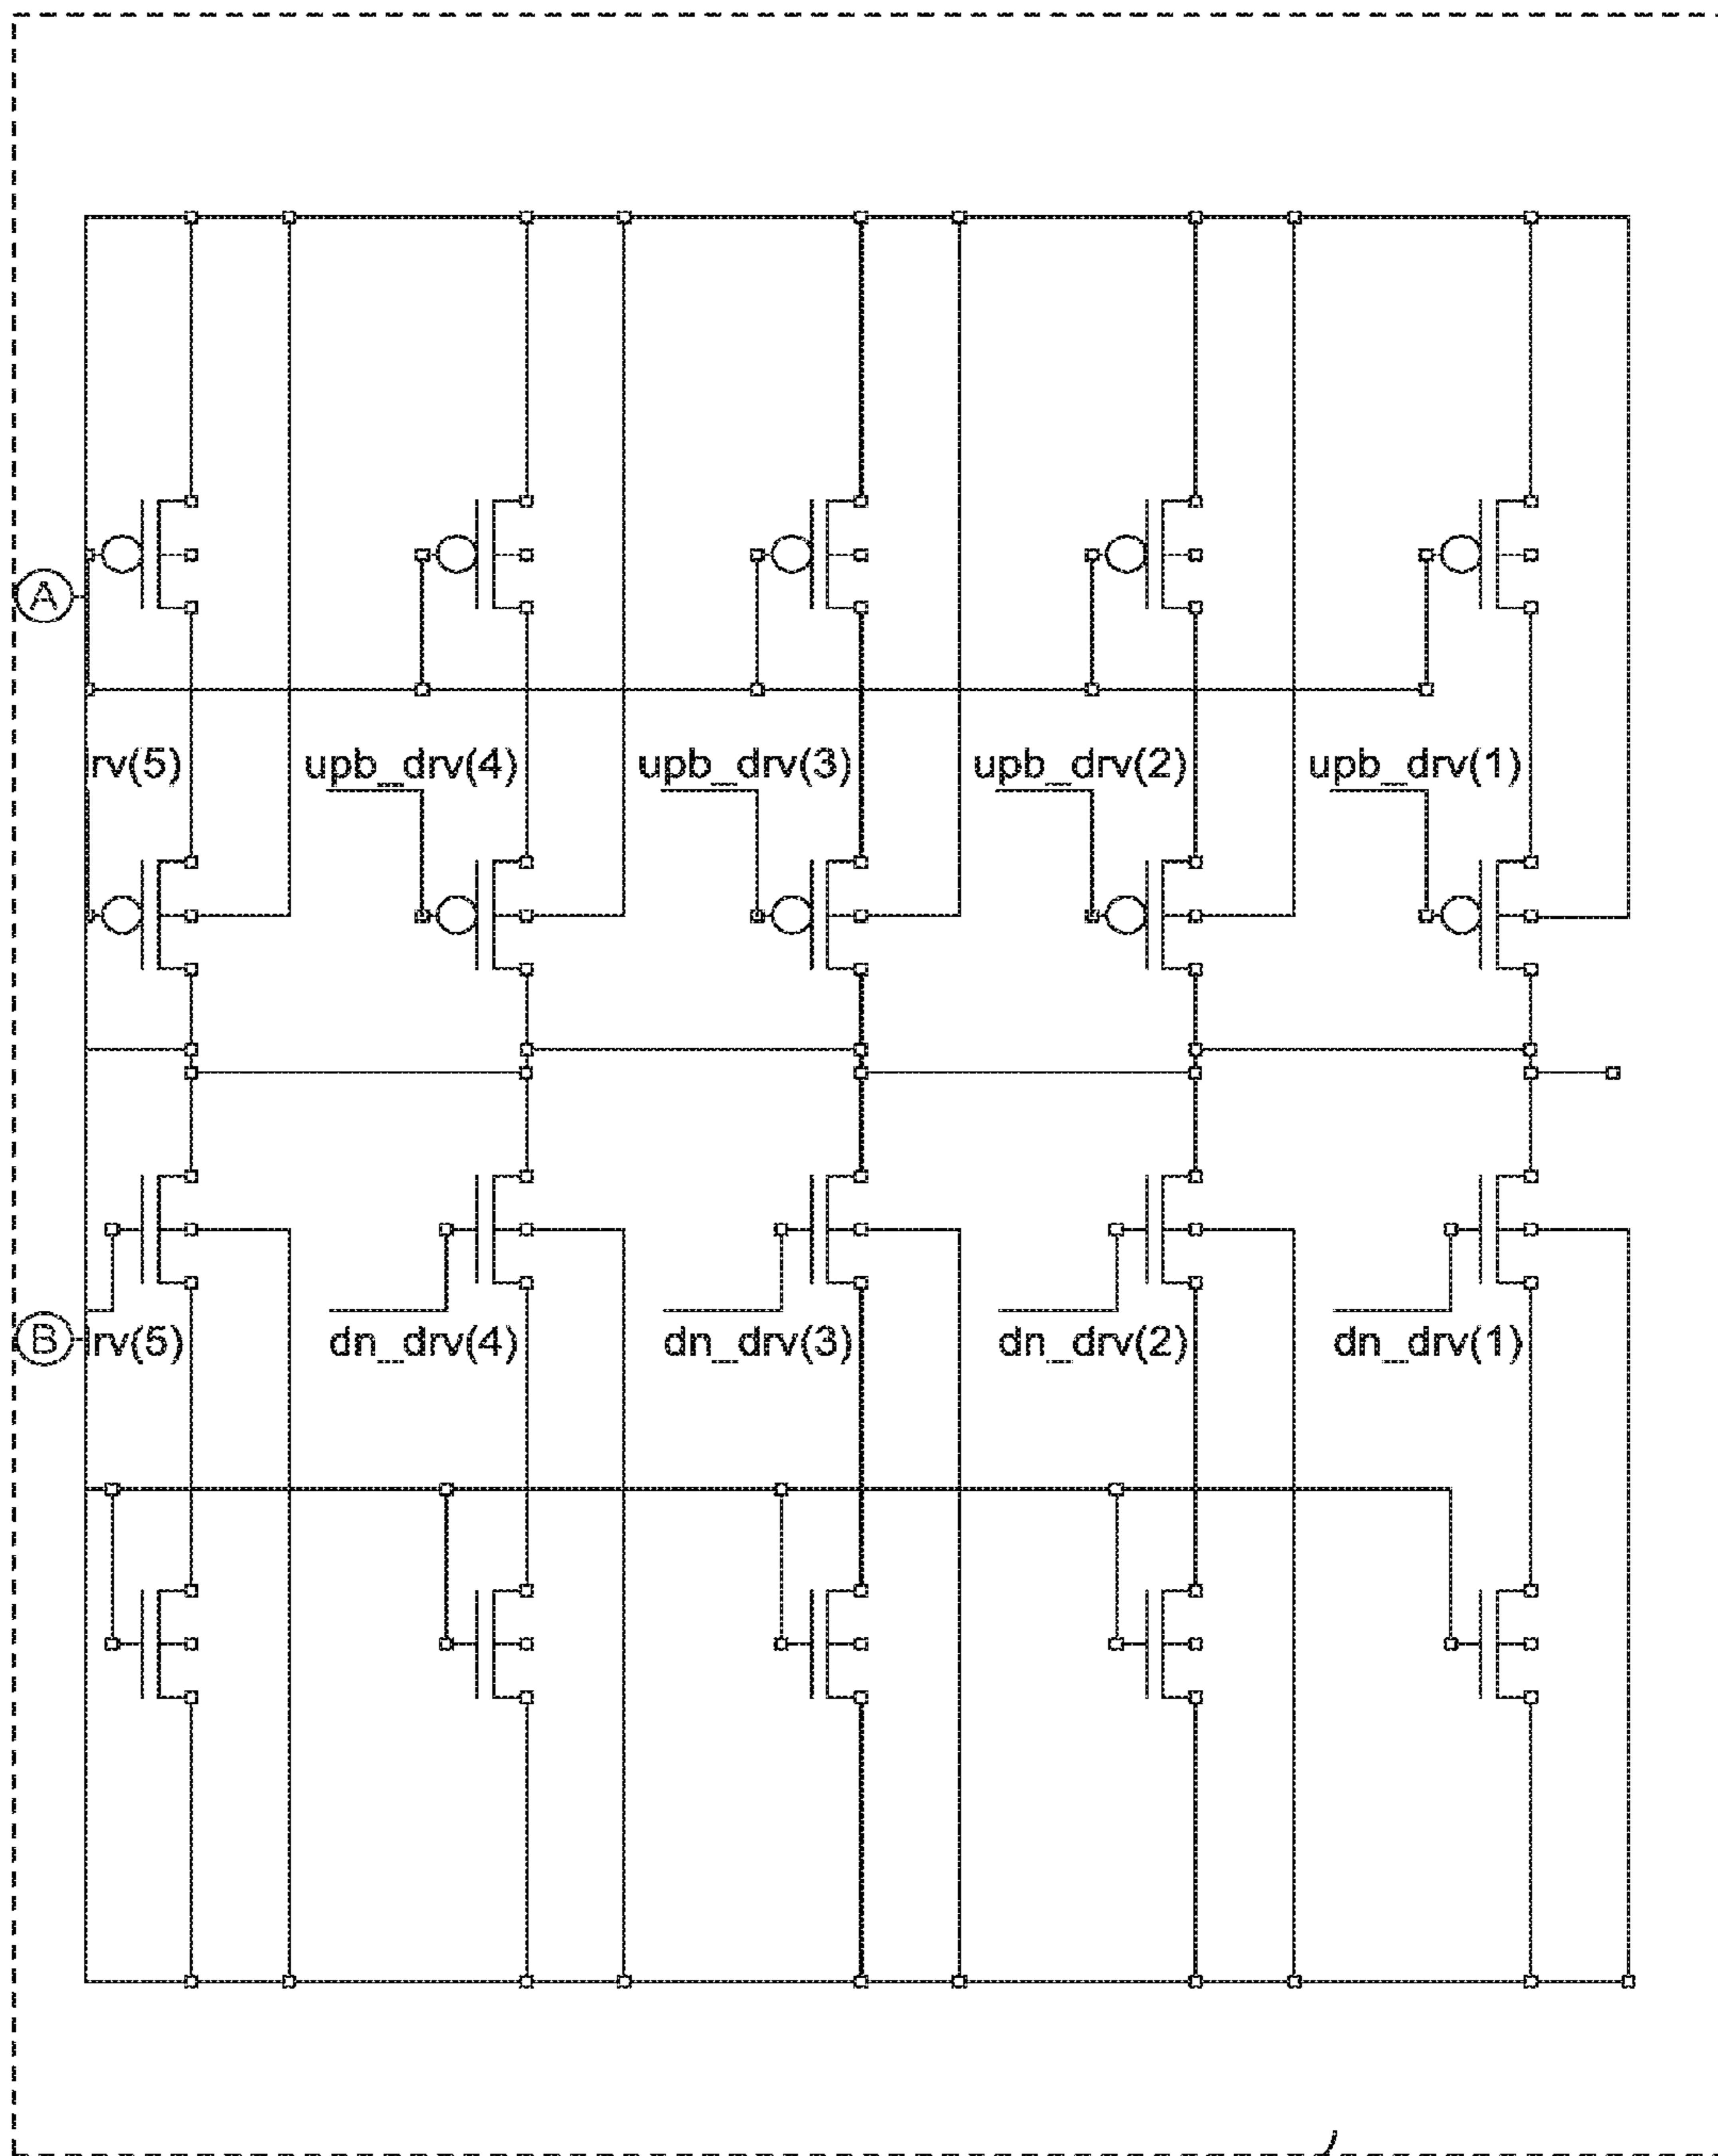 A
rv(5) upb_drv(4) upb_drv(3) upb_drv(2) upb_drv(1)
B
rv(5) dn_drv(4) dn_drv(3) dn_drv(2) dn_drv(1)